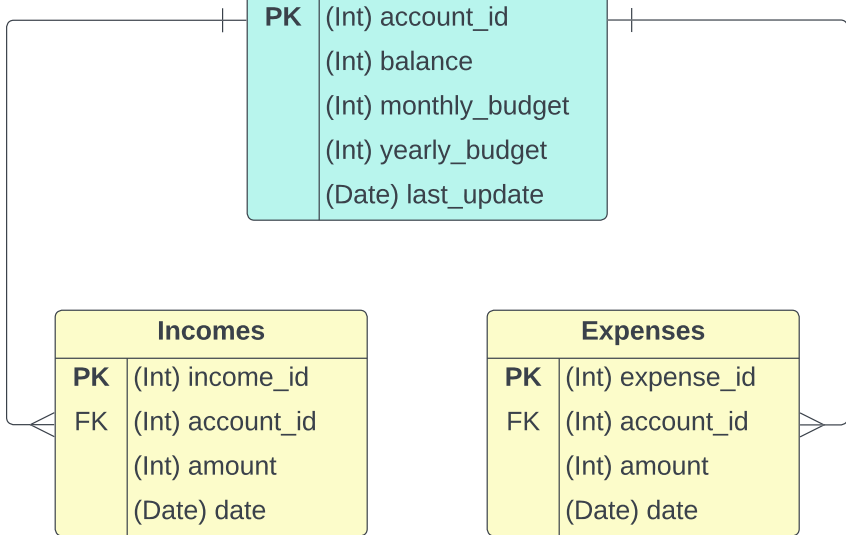 PK (Int) account_id
(Int) balance
(Int) monthly_budget
(Int) yearly_budget
(Date) last_update
Incomes
PK (Int) income_id
FK (Int) account_id
(Int) amount
(Date) date
Expenses
PK (Int) expense_id
FK (Int) account_id
(Int) amount
(Date) date